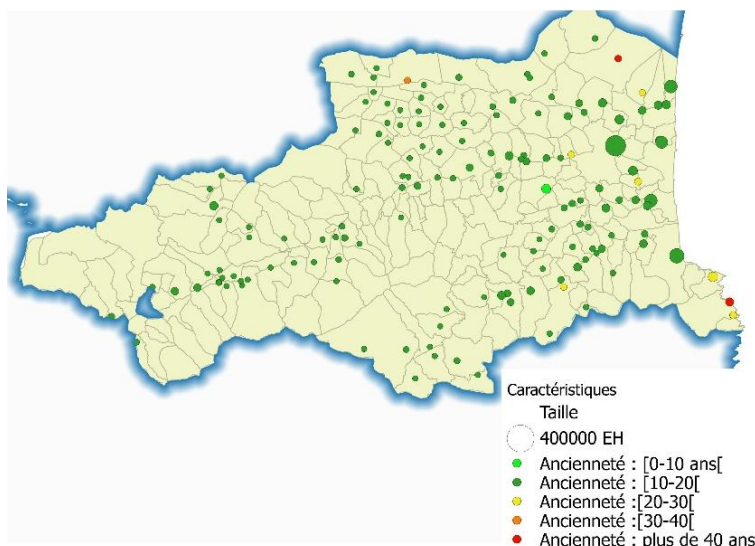 Caractéristiques
Taille
400000 EH
Ancienneté : [0-10 ans[
Ancienneté : [10-20[
Ancienneté :[20-30[
Ancienneté :[30-40[
Ancienneté : plus de 40 ans